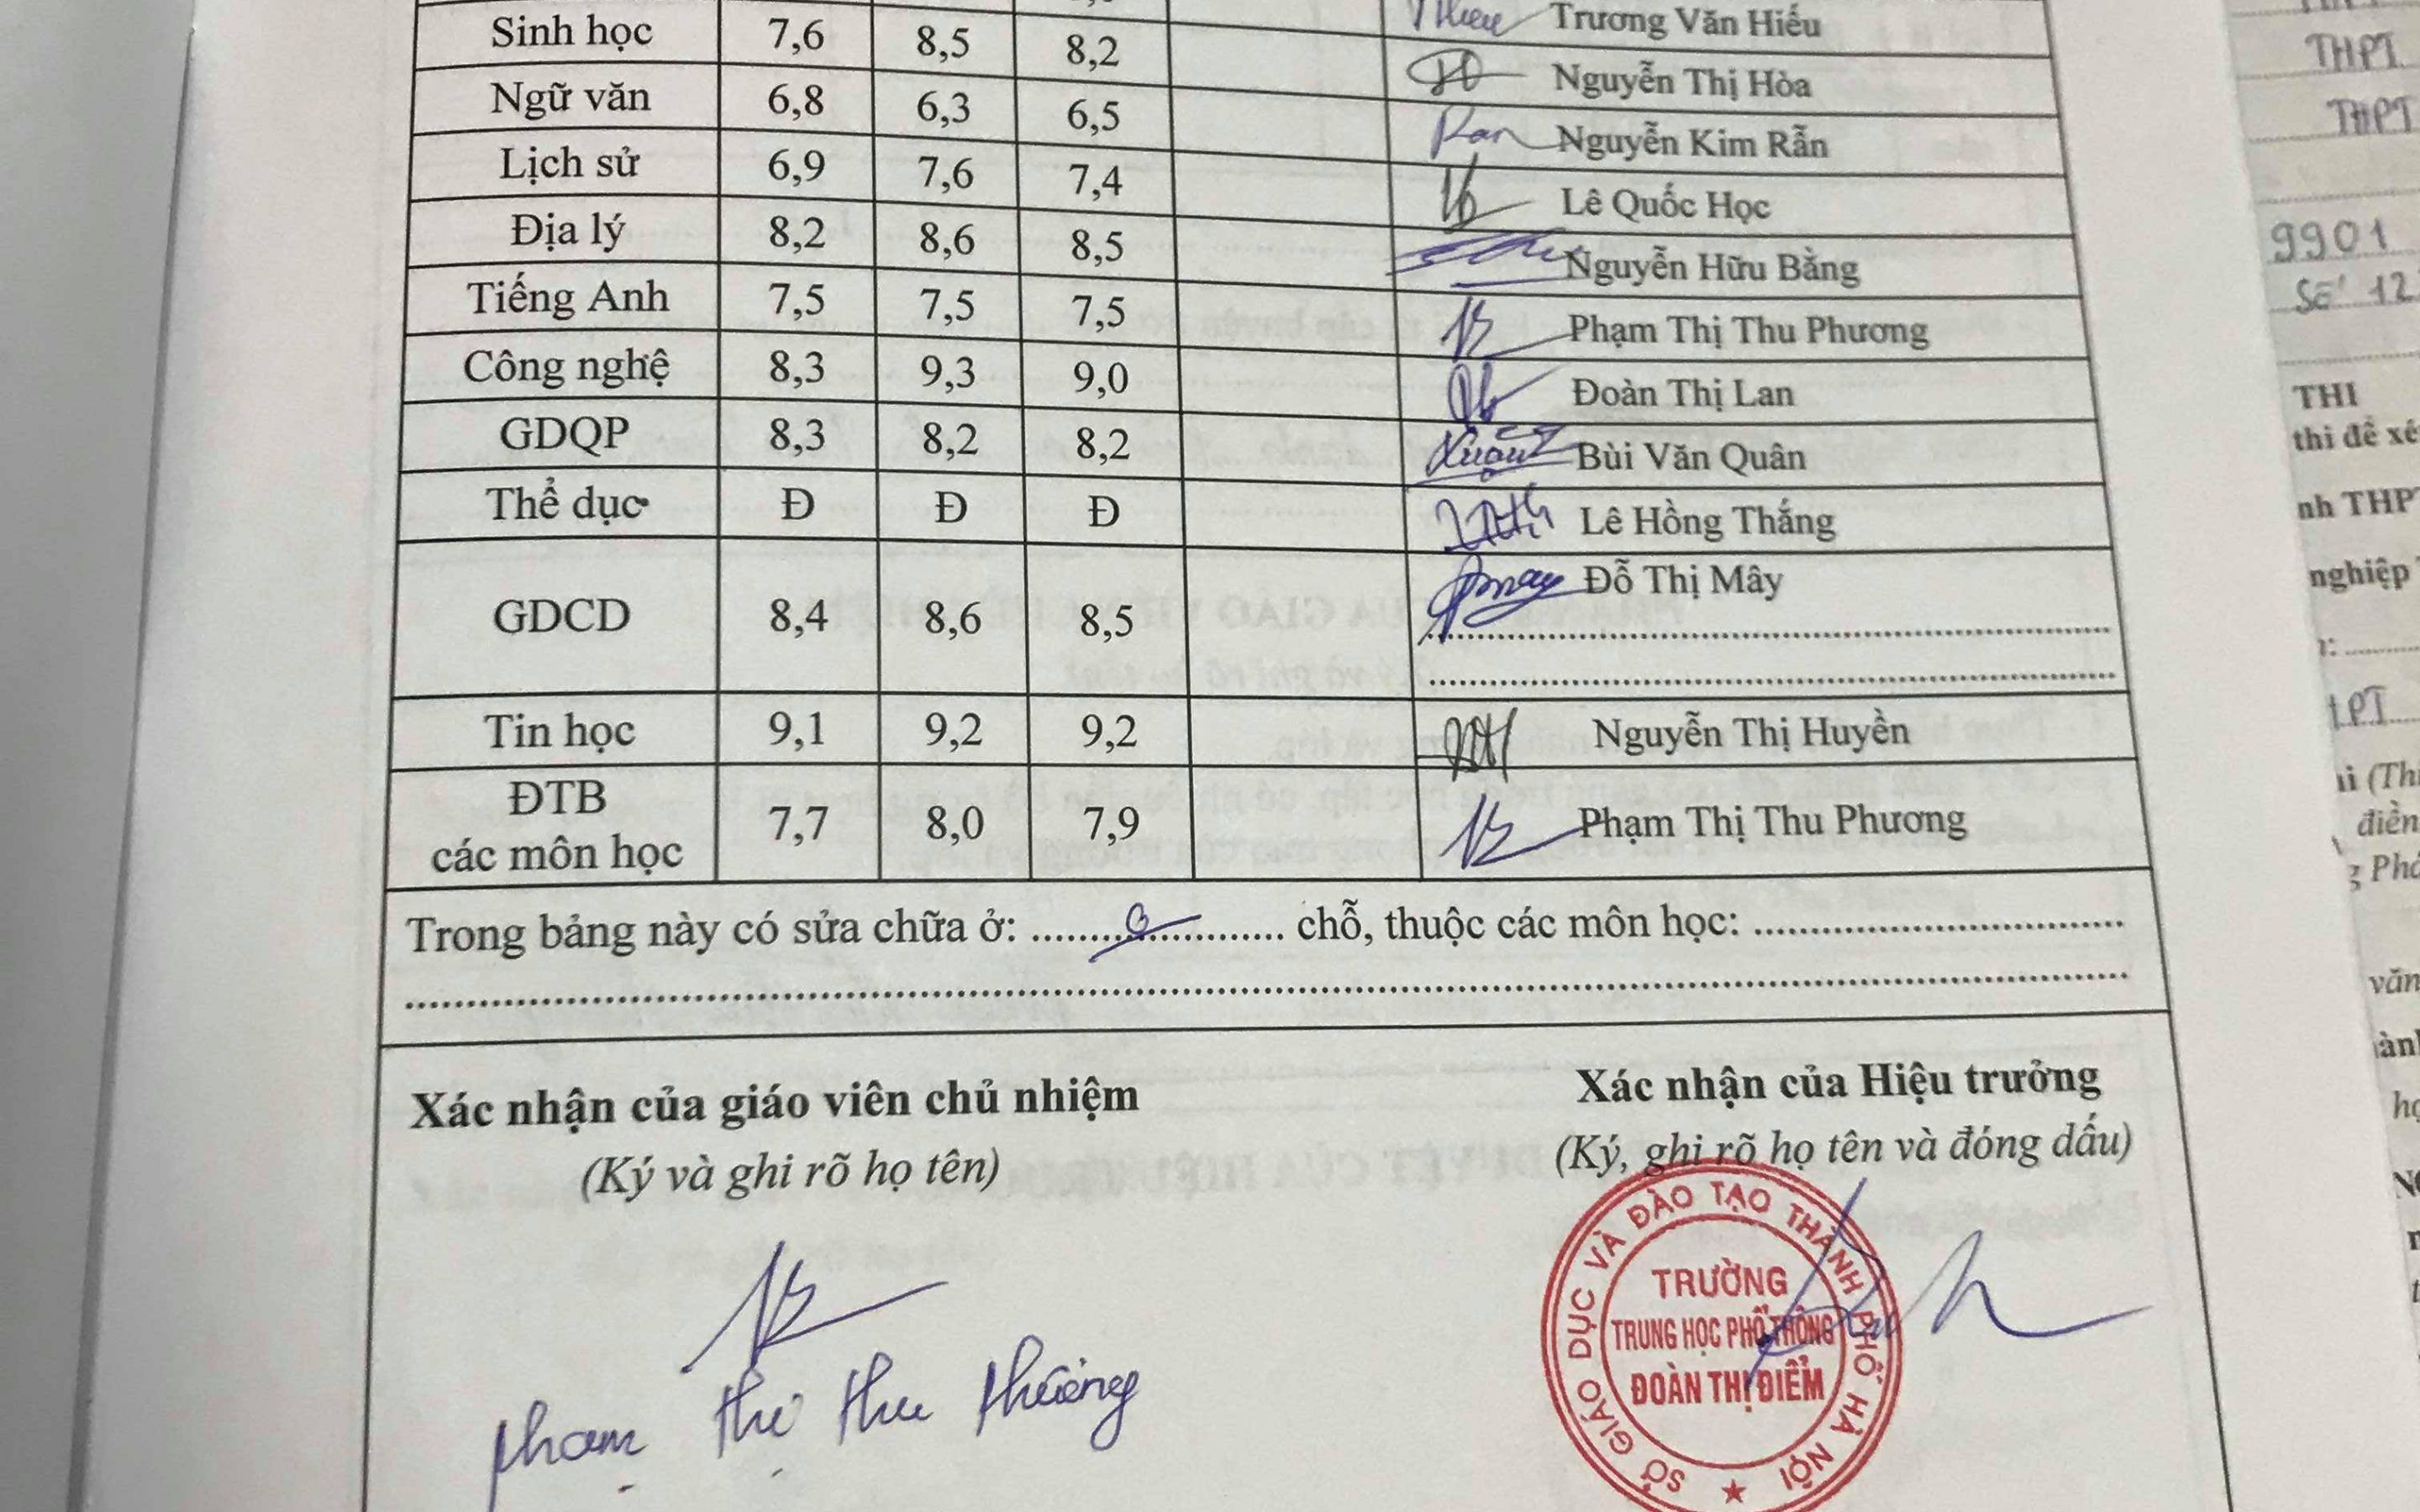 Sinh học 7,6 8,5 8,2 Trương Văn Hiếu
Ngữ văn 6,8 6,3 6,5 Nguyễn Thị Hòa
Lịch sử 6,9 7,6 7,4 Ran Nguyễn Kim Rẫn
Địa lý 8,2 8,6 8,5 Lê Quốc Học
Tiếng Anh 7,5 7,5 7,5 Nguyễn Hữu Bằng
Công nghệ 8,3 9,3 9,0 Phạm Thị Thu Phương
GDQP 8,3 8,2 8,2 Đoàn Thị Lan
Thể dục Đ Đ Đ Bùi Văn Quân
Lê Hồng Thắng
GDCD 8,4 8,6 8,5 Đỗ Thị Mây
Tin học 9,1 9,2 9,2 Nguyễn Thị Huyền
ĐTB
các môn học 7,7 8,0 7,9 Phạm Thị Thu Phương
Trong bảng này có sửa chữa ở: 0 chỗ, thuộc các môn học:
Xác nhận của giáo viên chủ nhiệm
(Ký và ghi rõ họ tên)
Phạm Thị Thu Phương
Xác nhận của Hiệu trưởng
(Ký, ghi rõ họ tên và đóng dấu)
SỞ GIÁO DỤC VÀ ĐÀO TẠO THÀNH PHỐ HÀ NỘI
TRƯỜNG
TRUNG HỌC PHỔ THÔNG
ĐOÀN THỊ ĐIỂM
THPT
THPT
9901
THI
thi để xé
nh THPT
nghiệp
điền
văn